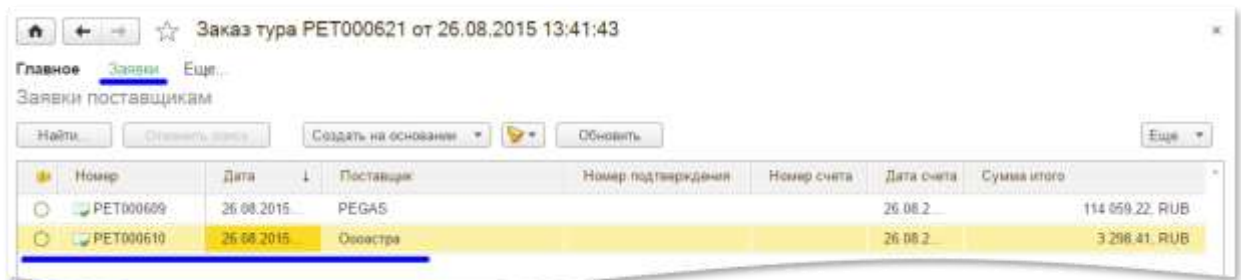 Заказ тура PET000621 от 26.08.2015 13:41:43
Главное Заявки Еще...
Заявки поставщикам
Найти... Отменить поиск Создать на основании Обновить Еще
Номер Дата ↓ Поставщик Номер подтверждения Номер счета Дата счета Сумма итого
PET000609 26.08.2015... PEGAS 26.08.2... 114 059,22, RUB
PET000610 26.08.2015... 26.08.2... 3 298,41, RUB